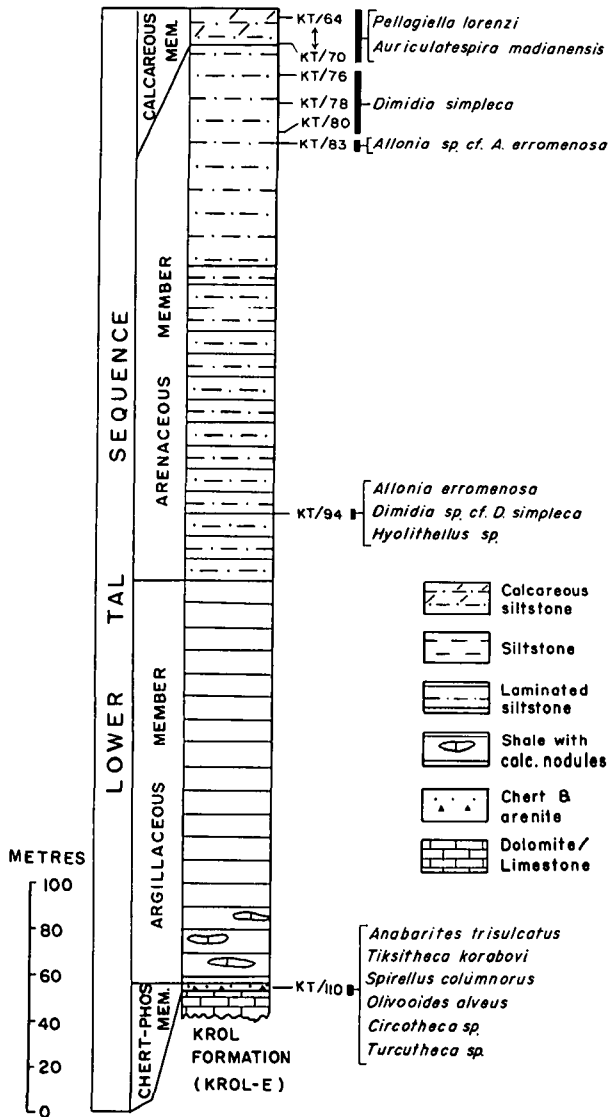 CALCAREOUS
MEM.
KT/64
KT/70
KT/76
KT/78
KT/80
KT/83
Pellagiella lorenzi
Auriculatespira madianensis
Dimidia simpleca
Allonia sp. cf. A. erromenosa
LOWER TAL SEQUENCE
ARENACEOUS MEMBER
KT/94
Allonia erromenosa
Dimidia sp. cf. D. simpleca
Hyolithellus sp.
ARGILLACEOUS MEMBER
Calcareous
siltstone
Siltstone
Laminated
siltstone
Shale with
calc. nodules
Chert &
arenite
Dolomite/
Limestone
METRES
100
80
60
40
20
0
CHERT-PHOS
MEM.
KT/110
Anabarites trisulcatus
Tiksitheca korobovi
Spirellus columnorus
Olivooides alveus
Circotheca sp.
Turcutheca sp.
KROL
FORMATION
(KROL-E)